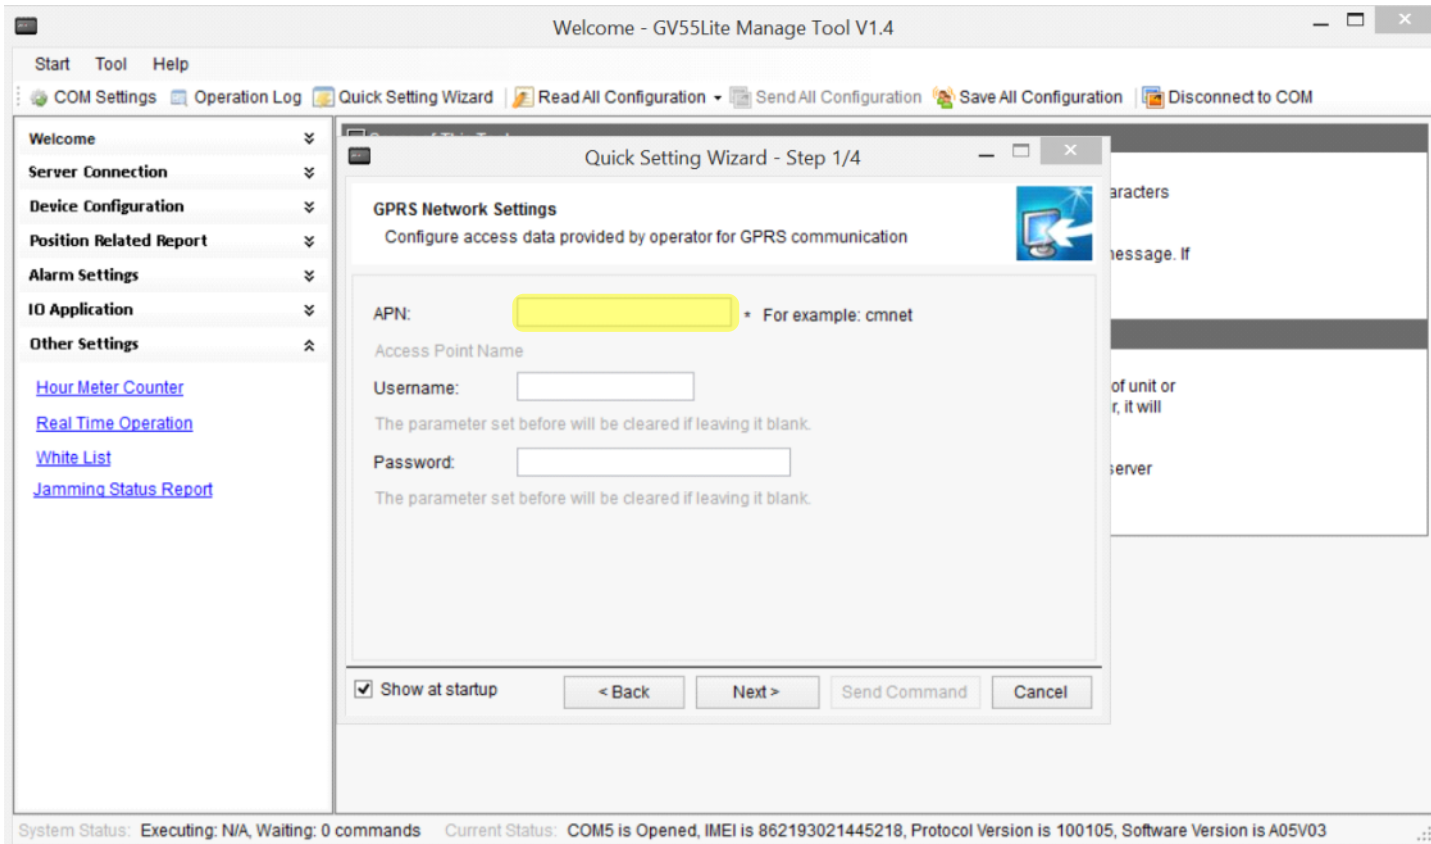 Welcome - GV55Lite Manage Tool V1.4
Start Tool Help
COM Settings Operation Log Quick Setting Wizard Read All Configuration Send All Configuration Save All Configuration Disconnect to COM
Welcome
Server Connection
Device Configuration
Position Related Report
Alarm Settings
IO Application
Other Settings
Hour Meter Counter
Real Time Operation
White List
Jamming Status Report
Quick Setting Wizard - Step 1/4
GPRS Network Settings
Configure access data provided by operator for GPRS communication
APN: * For example: cmnet
Access Point Name
Username:
The parameter set before will be cleared if leaving it blank.
Password:
The parameter set before will be cleared if leaving it blank.
Show at startup < Back Next > Send Command Cancel
aracters
essage. If
of unit or
r, it will
server
System Status: Executing: N/A, Waiting: 0 commands Current Status: COM5 is Opened, IMEI is 862193021445218, Protocol Version is 100105, Software Version is A05V03